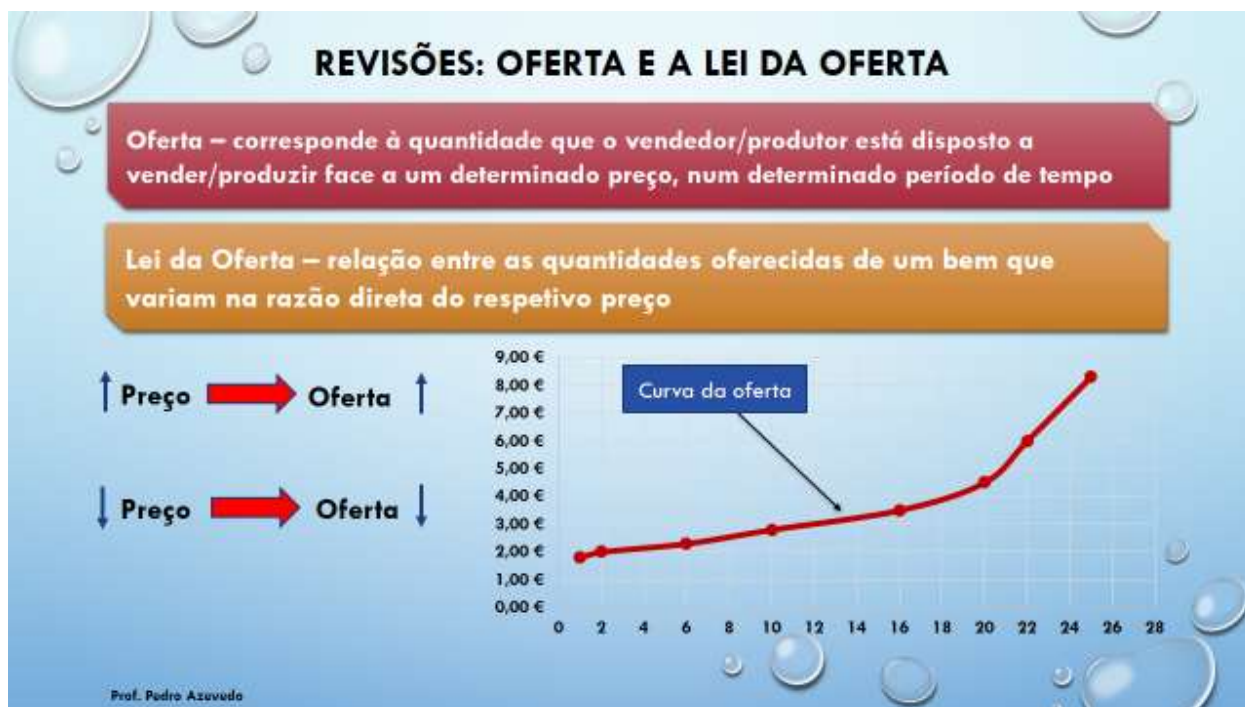 REVISÕES: OFERTA E A LEI DA OFERTA
Oferta – corresponde à quantidade que o vendedor/produtor está disposto a
vender/produzir face a um determinado preço, num determinado período de tempo
Lei da Oferta – relação entre as quantidades oferecidas de um bem que
variam na razão direta do respetivo preço
Preço Oferta
Preço Oferta
9,00 €
8,00 €
7,00 €
6,00 €
5,00 €
4,00 €
3,00 €
2,00 €
1,00 €
0,00 €
Curva da oferta
0 2 4 6 8 10 12 14 16 18 20 22 24 26 28
Prof. Pedro Azevedo